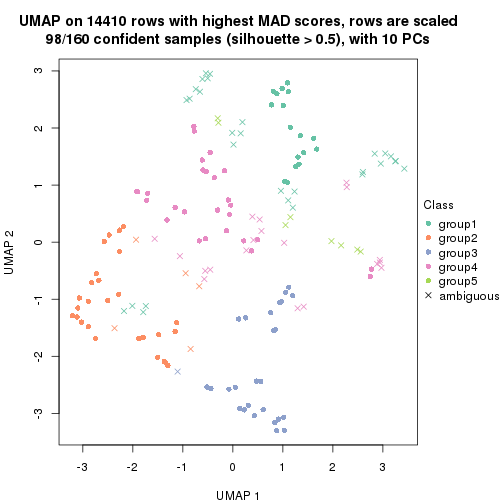 UMAP on 14410 rows with highest MAD scores, rows are scaled
98/160 confident samples (silhouette > 0.5), with 10 PCs
3
2
1
0
-1
-2
-3
UMAP 2
-3 -2 -1 0 1 2 3
UMAP 1
Class
group1
group2
group3
group4
group5
ambiguous